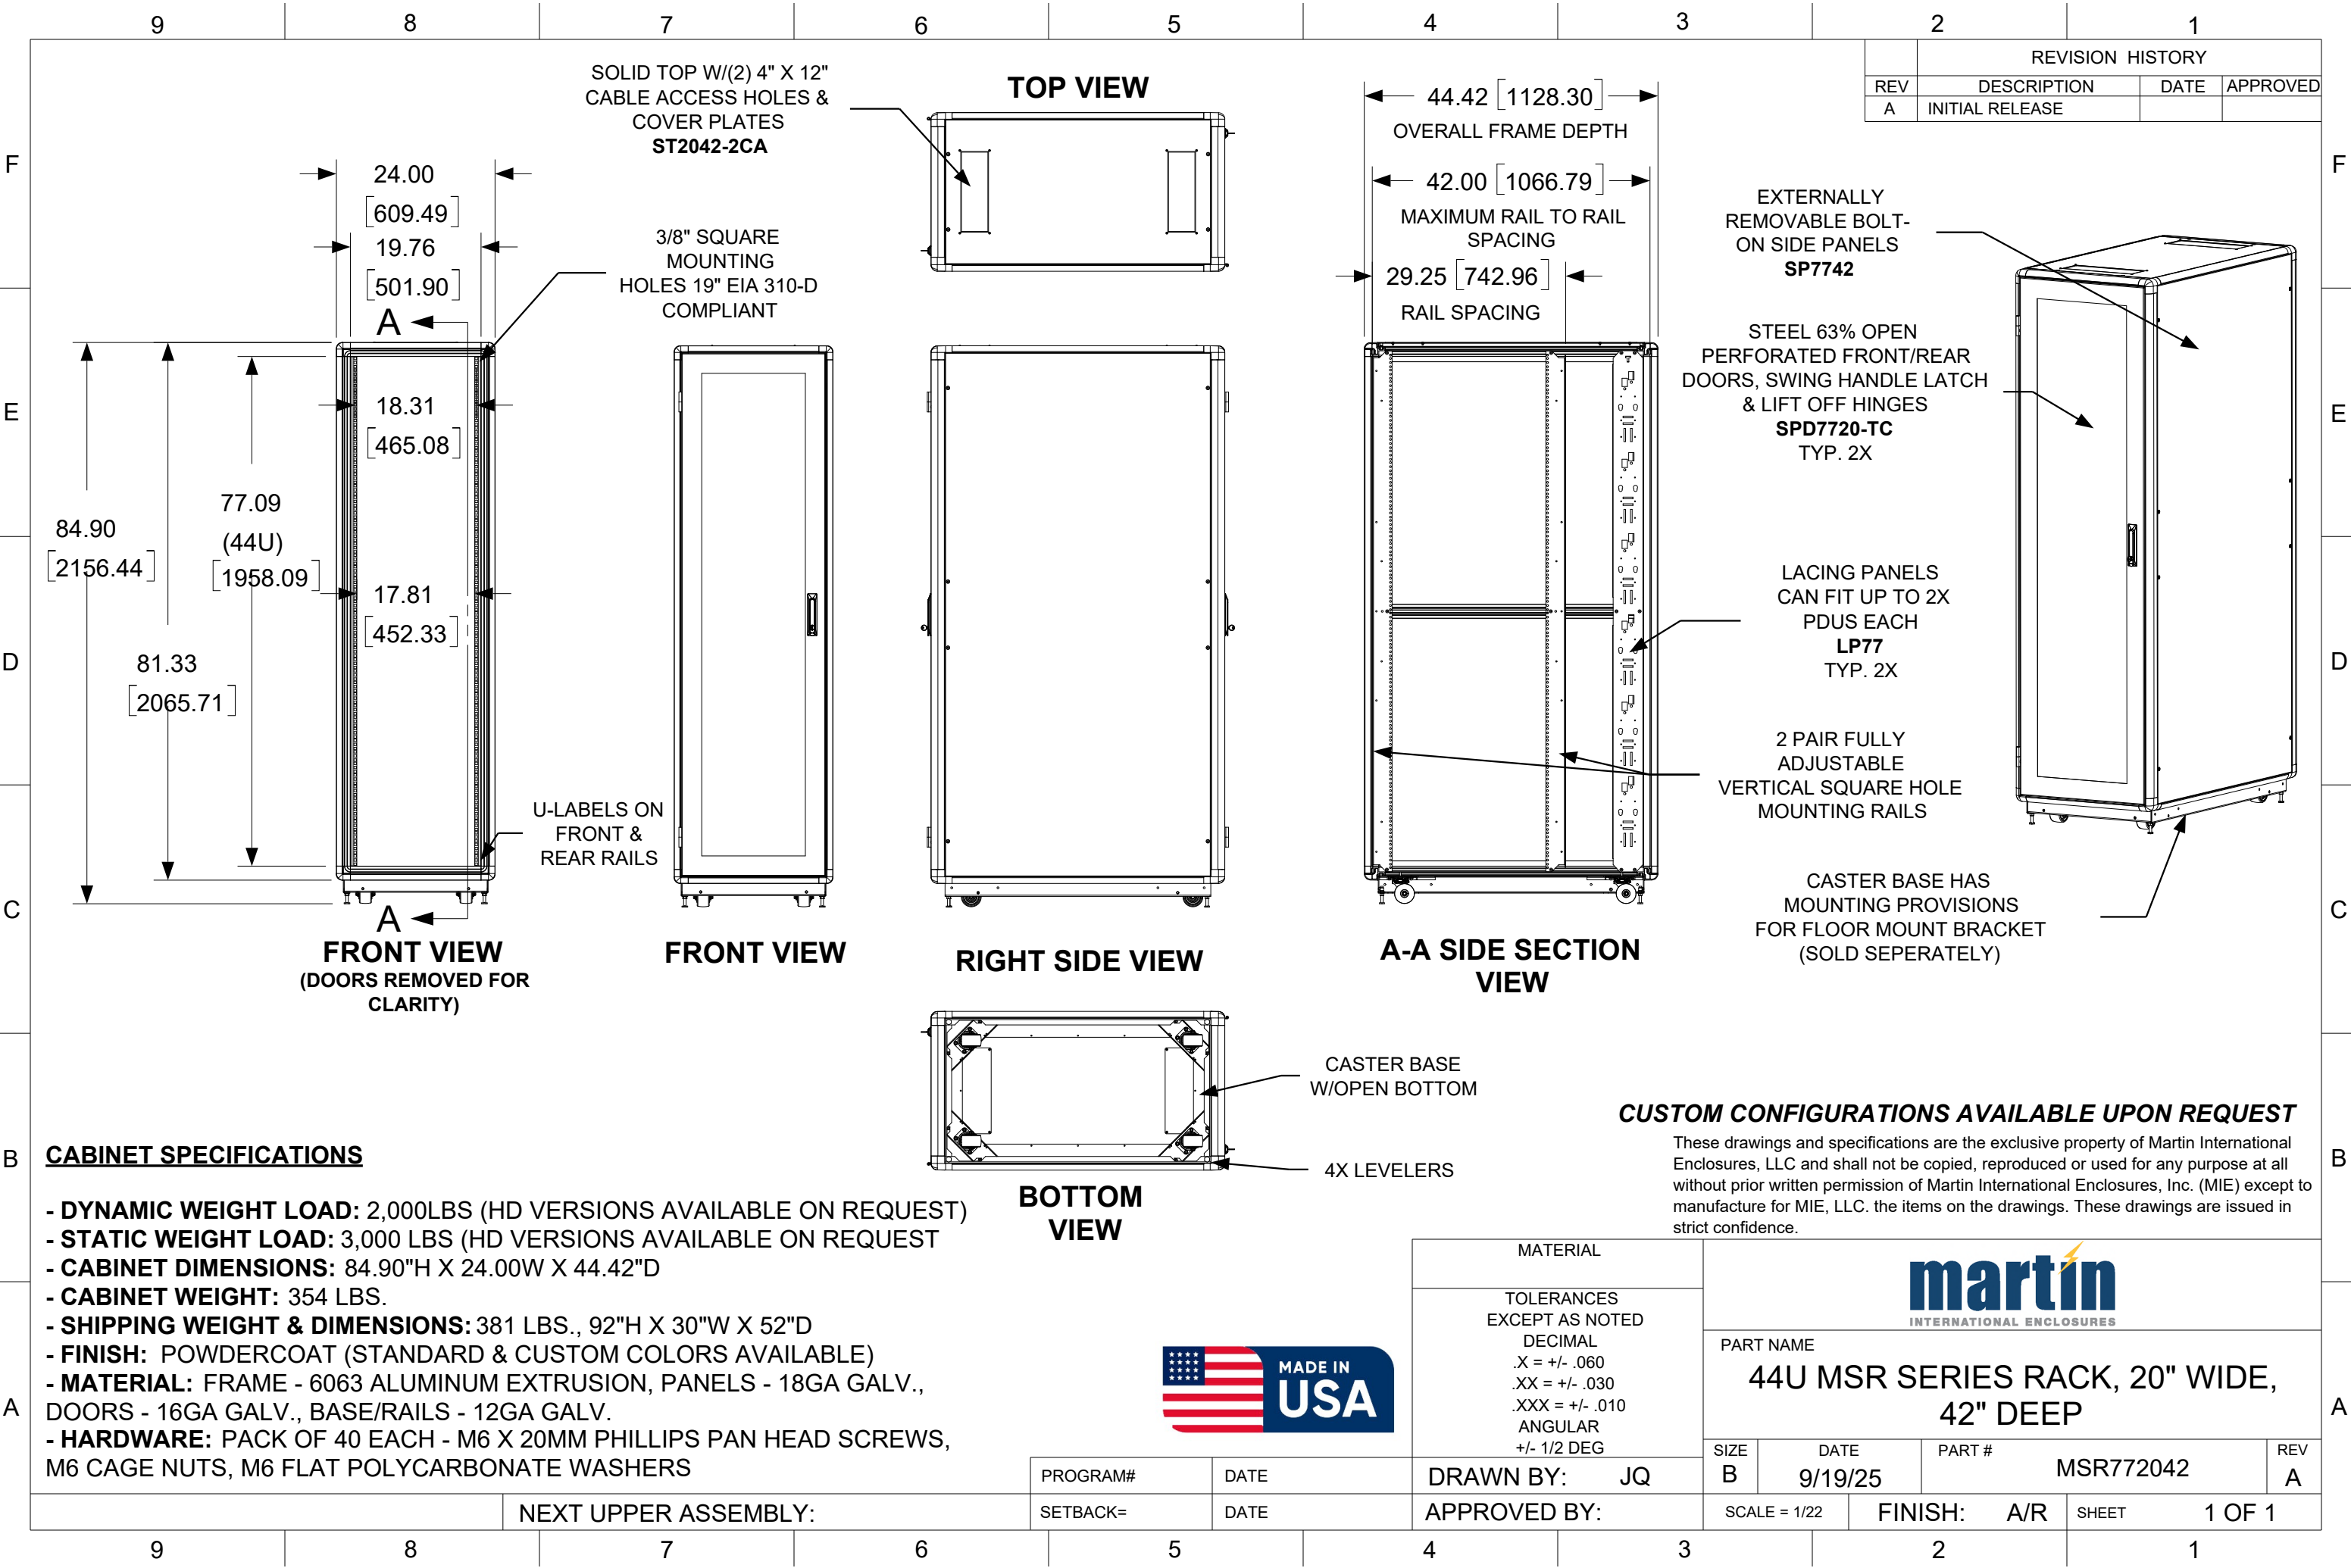 9 8 7 6 5 4 3 2 1
F
E
D
C
B
A
F
E
D
C
B
A
REVISION HISTORY
REV DESCRIPTION DATE APPROVED
A INITIAL RELEASE
SOLID TOP W/(2) 4" X 12"
CABLE ACCESS HOLES &
COVER PLATES
ST2042-2CA
TOP VIEW
44.42 [1128.30]
OVERALL FRAME DEPTH
42.00 [1066.79]
MAXIMUM RAIL TO RAIL
SPACING
29.25 [742.96]
RAIL SPACING
24.00
[609.49]
19.76
[501.90]
A
3/8" SQUARE
MOUNTING
HOLES 19" EIA 310-D
COMPLIANT
EXTERNALLY
REMOVABLE BOLT-
ON SIDE PANELS
SP7742
STEEL 63% OPEN
PERFORATED FRONT/REAR
DOORS, SWING HANDLE LATCH
& LIFT OFF HINGES
SPD7720-TC
TYP. 2X
18.31
[465.08]
77.09
(44U)
[1958.09]
84.90
[2156.44]
17.81
[452.33]
81.33
[2065.71]
LACING PANELS
CAN FIT UP TO 2X
PDUS EACH
LP77
TYP. 2X
2 PAIR FULLY
ADJUSTABLE
VERTICAL SQUARE HOLE
MOUNTING RAILS
U-LABELS ON
FRONT &
REAR RAILS
CASTER BASE HAS
MOUNTING PROVISIONS
FOR FLOOR MOUNT BRACKET
(SOLD SEPERATELY)
A
FRONT VIEW
(DOORS REMOVED FOR
CLARITY)
FRONT VIEW
RIGHT SIDE VIEW
A-A SIDE SECTION
VIEW
CASTER BASE
W/OPEN BOTTOM
4X LEVELERS
BOTTOM
VIEW
CUSTOM CONFIGURATIONS AVAILABLE UPON REQUEST
These drawings and specifications are the exclusive property of Martin International
Enclosures, LLC and shall not be copied, reproduced or used for any purpose at all
without prior written permission of Martin International Enclosures, Inc. (MIE) except to
manufacture for MIE, LLC. the items on the drawings. These drawings are issued in
strict confidence.
CABINET SPECIFICATIONS
- DYNAMIC WEIGHT LOAD: 2,000LBS (HD VERSIONS AVAILABLE ON REQUEST)
- STATIC WEIGHT LOAD: 3,000 LBS (HD VERSIONS AVAILABLE ON REQUEST
- CABINET DIMENSIONS: 84.90"H X 24.00W X 44.42"D
- CABINET WEIGHT: 354 LBS.
- SHIPPING WEIGHT & DIMENSIONS: 381 LBS., 92"H X 30"W X 52"D
- FINISH: POWDERCOAT (STANDARD & CUSTOM COLORS AVAILABLE)
- MATERIAL: FRAME - 6063 ALUMINUM EXTRUSION, PANELS - 18GA GALV.,
DOORS - 16GA GALV., BASE/RAILS - 12GA GALV.
- HARDWARE: PACK OF 40 EACH - M6 X 20MM PHILLIPS PAN HEAD SCREWS,
M6 CAGE NUTS, M6 FLAT POLYCARBONATE WASHERS
MADE IN
USA
MATERIAL
TOLERANCES
EXCEPT AS NOTED
DECIMAL
.X = +/- .060
.XX = +/- .030
.XXX = +/- .010
ANGULAR
+/- 1/2 DEG
martin
INTERNATIONAL ENCLOSURES
PART NAME
44U MSR SERIES RACK, 20" WIDE,
42" DEEP
SIZE DATE PART # REV
B 9/19/25 MSR772042 A
PROGRAM# DATE DRAWN BY: JQ
NEXT UPPER ASSEMBLY: SETBACK= DATE APPROVED BY: SCALE = 1/22 FINISH: A/R SHEET 1 OF 1
9 8 7 6 5 4 3 2 1